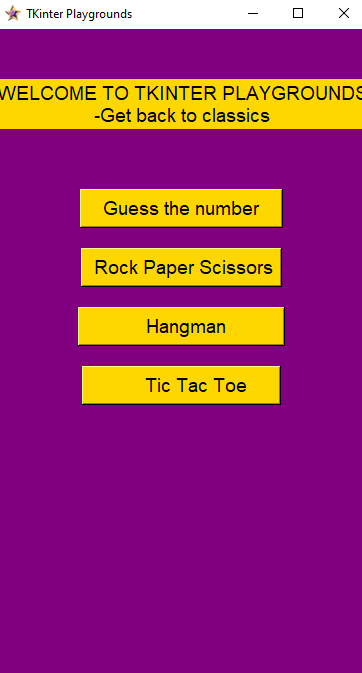 TKinter Playgrounds
WELCOME TO TKINTER PLAYGROUNDS
-Get back to classics
Guess the number
Rock Paper Scissors
Hangman
Tic Tac Toe